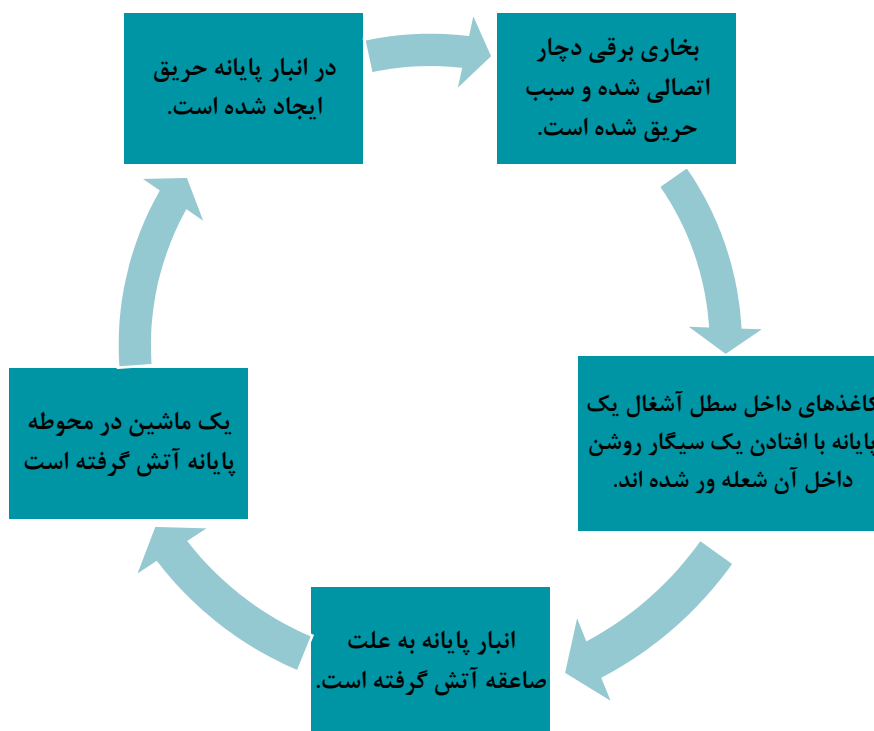 بخاری برقی دچار
اتصالی شده و سبب
حریق شده است.
کاغذهای داخل سطل آشغال یک
پایانه با افتادن یک سیگار روشن
داخل آن شعله ور شده اند.
انبار پایانه به علت
صاعقه آتش گرفته است.
یک ماشین در محوطه
پایانه آتش گرفته است
در انبار پایانه حریق
ایجاد شده است.